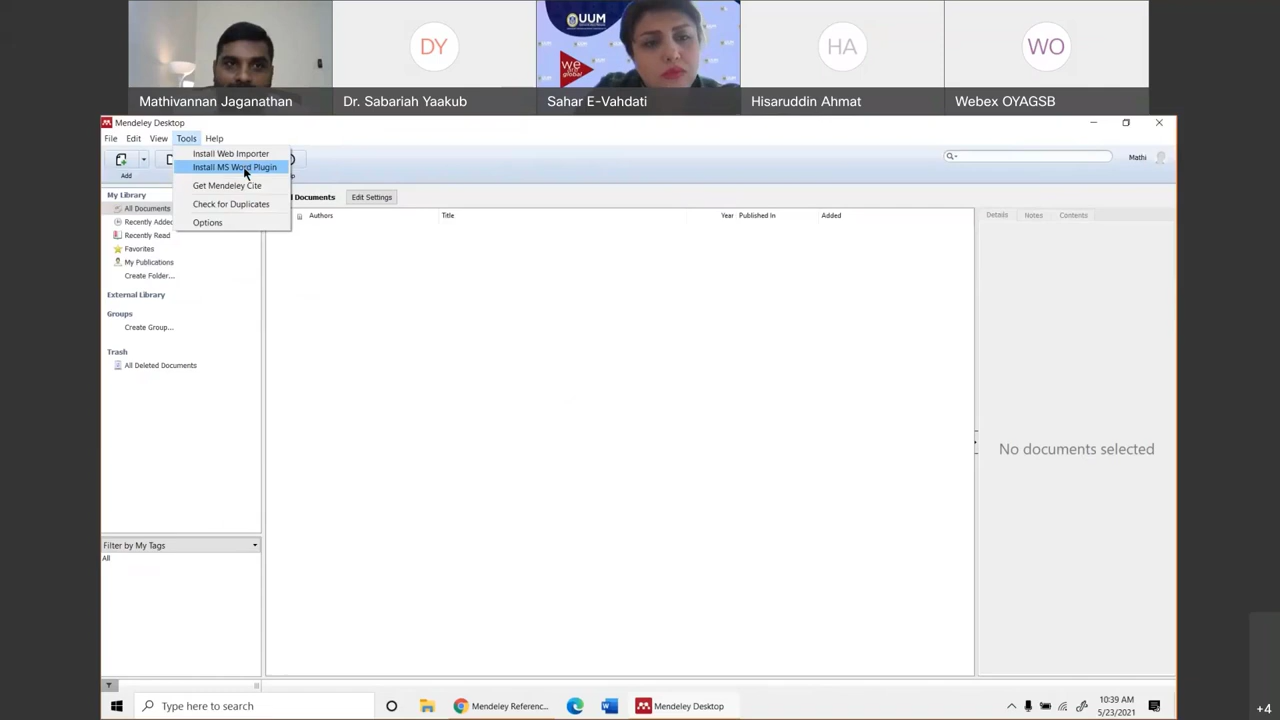 UUM
we
global
DY
HA
WO
Mathivannan Jaganathan
Dr. Sabariah Yaakub
Sahar E-Vahdati
Hisaruddin Ahmat
Webex OYAGSB
Mendeley Desktop
File Edit View Tools Help
Install Web Importer
Install MS Word Plugin
Get Mendeley Cite
Check for Duplicates
Options
Add
Mathi
My Library
All Documents
Recently Added
Recently Read
Favorites
My Publications
Create Folder...
External Library
Groups
Create Group...
Trash
All Deleted Documents
Documents Edit Settings
Authors Title Year Published In Added
Details Notes Contents
No documents selected
Filter by My Tags
All
Type here to search
Mendeley Referenc...
Mendeley Desktop
10:39 AM
5/23/2021
+4